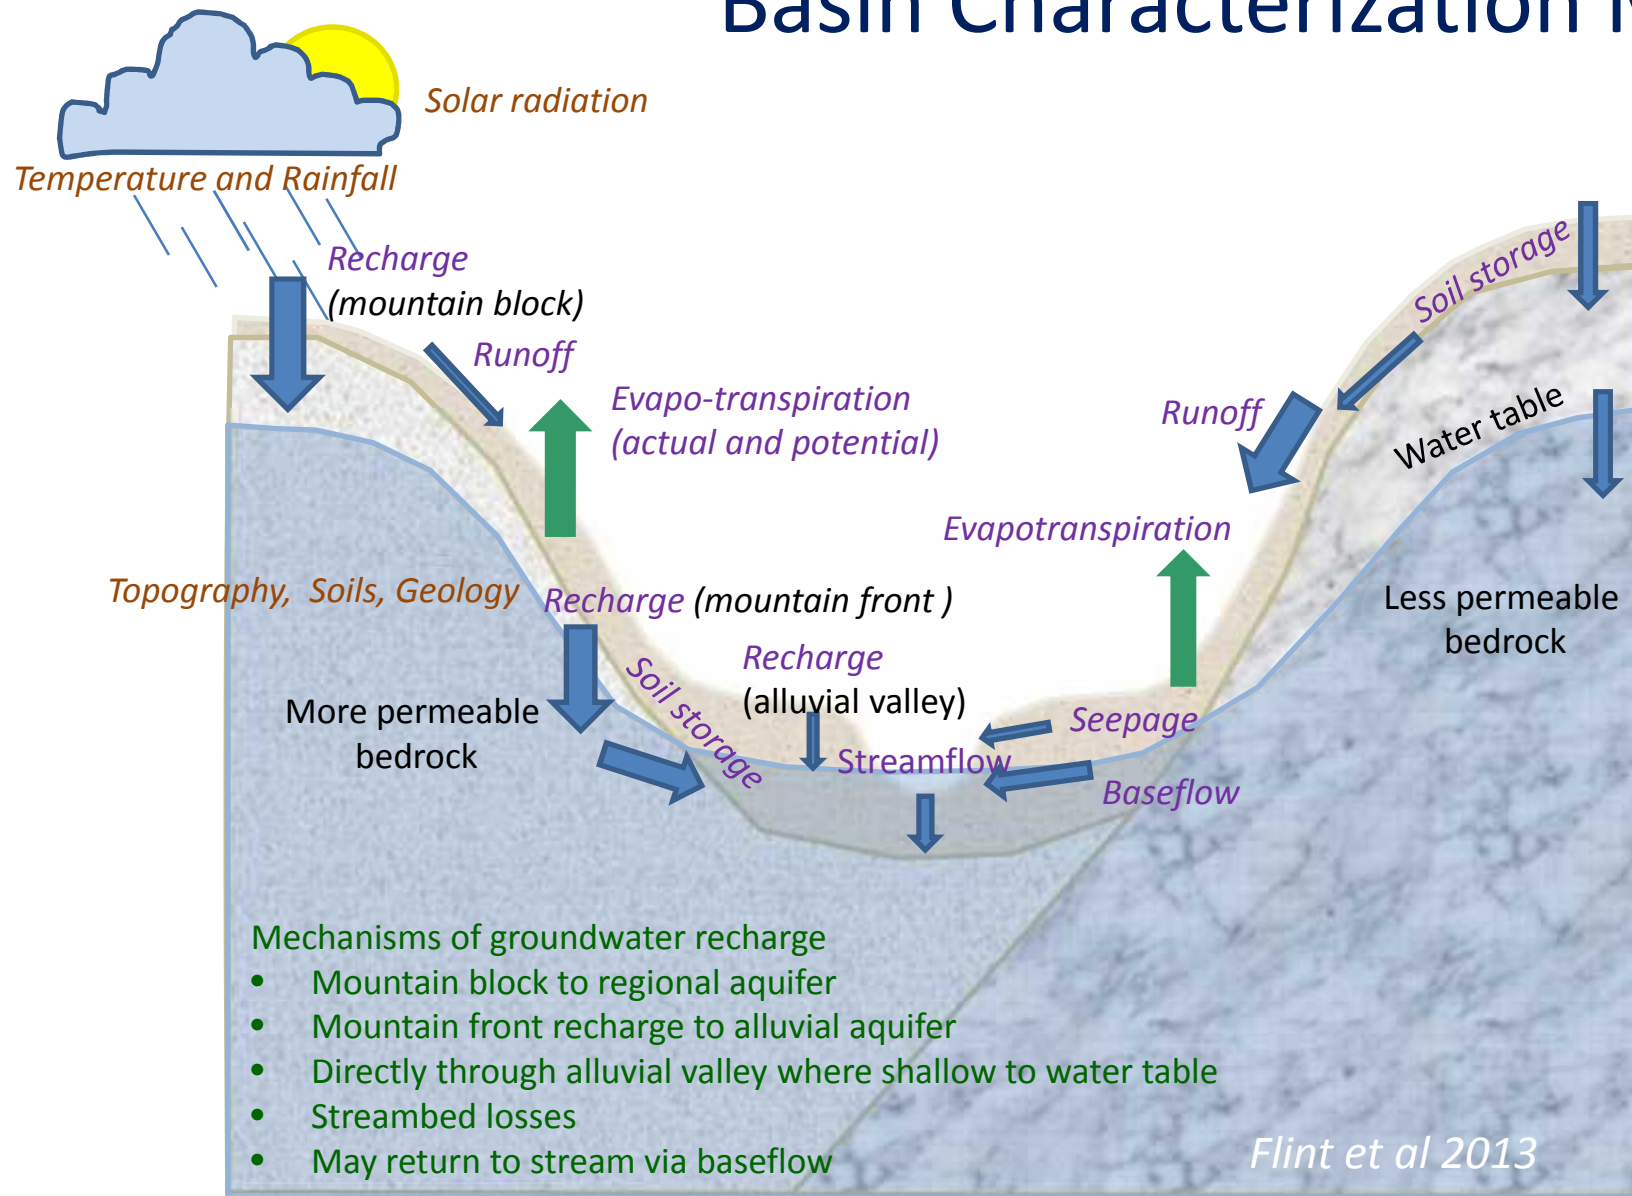 Basin Characterization
Solar radiation
Temperature and Rainfall
Recharge
(mountain block)
Runoff
Evapo-transpiration
(actual and potential)
Soil storage
Runoff
Water table
Evapotranspiration
Topography,  Soils, Geology
Recharge (mountain front )
Less permeable
bedrock
Recharge
(alluvial valley)
Soil storage
More permeable
bedrock
Seepage
Streamflow
Baseflow
Mechanisms of groundwater recharge
• Mountain block to regional aquifer
• Mountain front recharge to alluvial aquifer
• Directly through alluvial valley where shallow to water table
• Streambed losses
• May return to stream via baseflow
Flint et al 2013